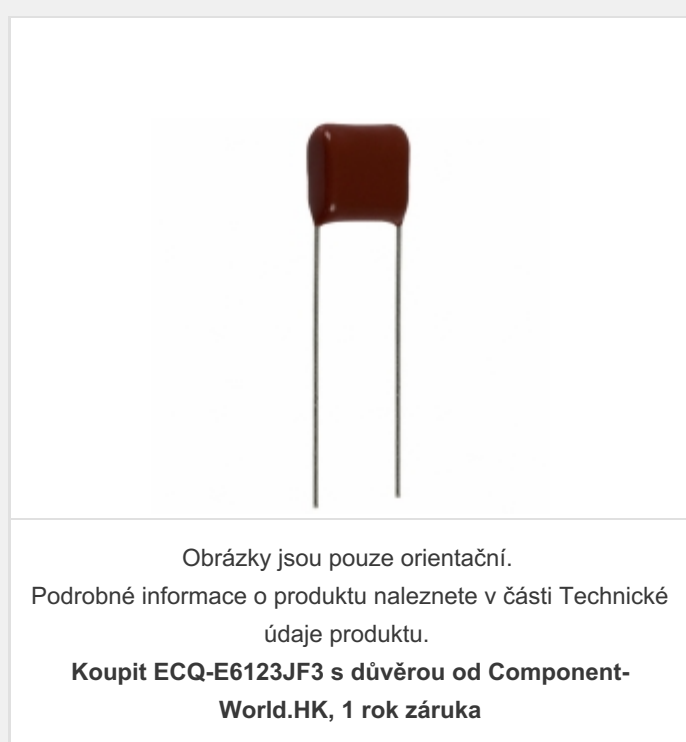 Obrázky jsou pouze orientační.
Podrobné informace o produktu naleznete v části Technické
údaje produktu.
Koupit ECQ-E6123JF3 s důvěrou od Component-
World.HK, 1 rok záruka